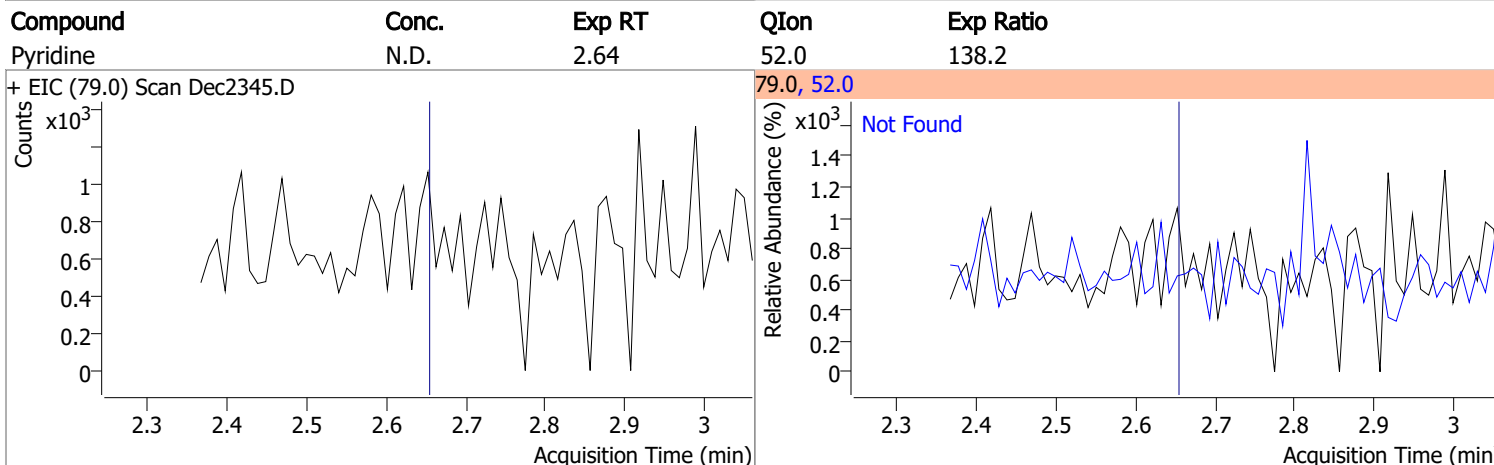 Compound Conc. Exp RT QIon Exp Ratio
Pyridine N.D. 2.64 52.0 138.2
+ EIC (79.0) Scan Dec2345.D
Counts
x10³
1
0.8
0.6
0.4
0.2
0
2.3 2.4 2.5 2.6 2.7 2.8 2.9 3
Acquisition Time (min)
79.0, 52.0
Relative Abundance (%)
x10³
Not Found
1.4
1.2
1
0.8
0.6
0.4
0.2
0
2.3 2.4 2.5 2.6 2.7 2.8 2.9 3
Acquisition Time (min